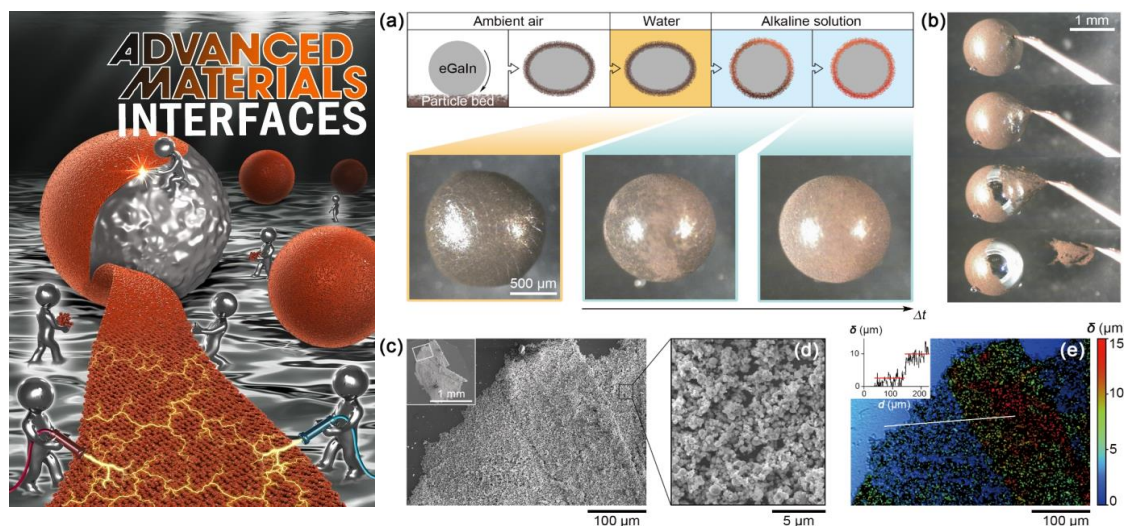 ADVANCED
MATERIALS
INTERFACES
(a)
Ambient air
Water
Alkaline solution
eGaIn
Particle bed
500 µm
Δt
(b)
1 mm
(c)
1 mm
100 µm
(d)
5 µm
(e)
δ (µm)
10
0
0
100
200
d (µm)
100 µm
δ (µm)
15
10
5
0